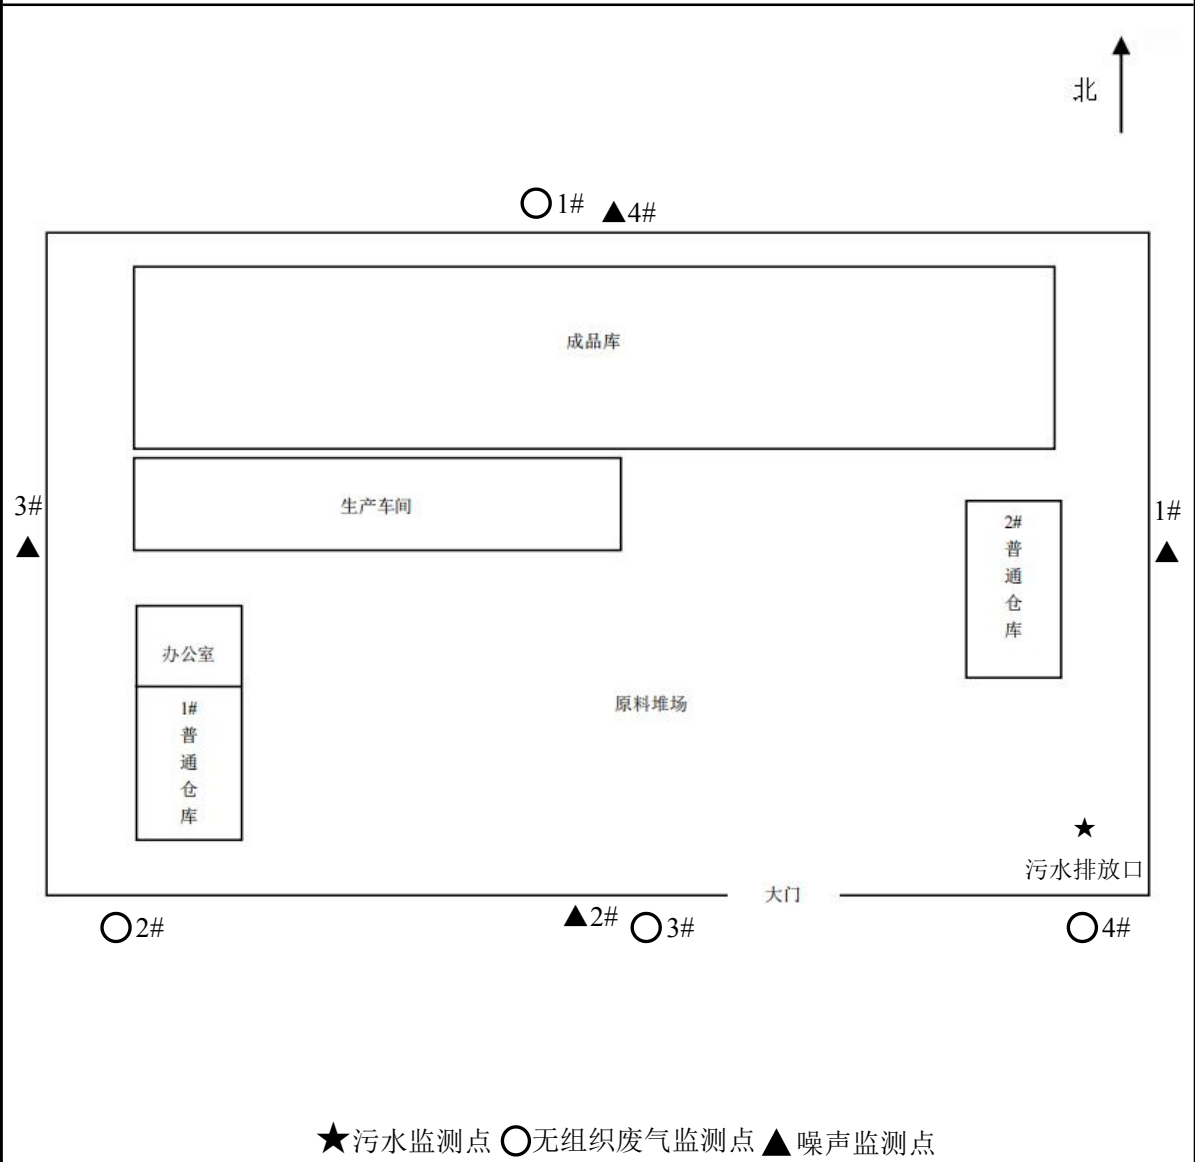 北
1# 4#
成品库
3#
生产车间
1#
2#
普
通
仓
库
办公室
原料堆场
1#
普
通
仓
库
污水排放口
大门
2# 2# 3# 4#
污水监测点 无组织废气监测点 噪声监测点